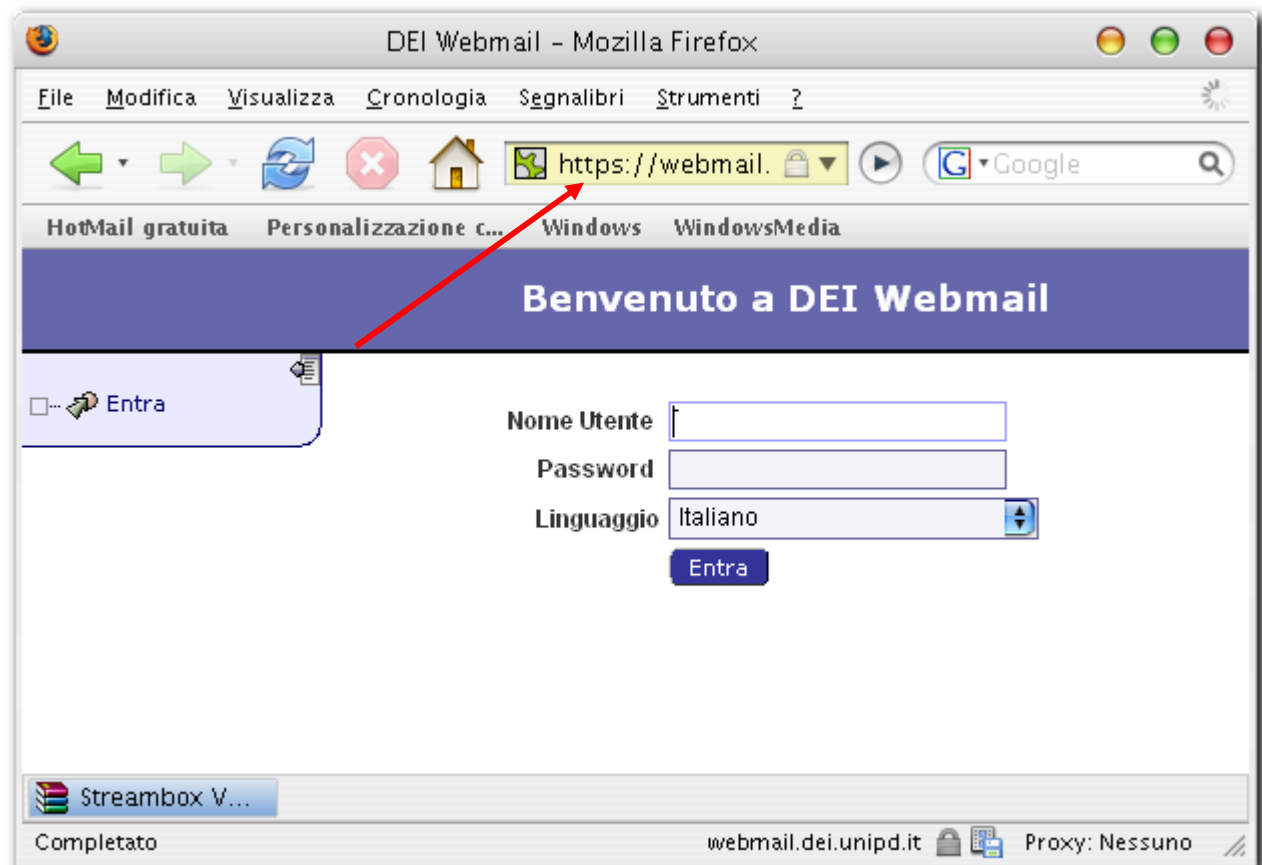 DEI Webmail - Mozilla Firefox
File Modifica Visualizza Cronologia Segnalibri Strumenti ?
https://webmail. G Google
HotMail gratuita Personalizzazione c... Windows WindowsMedia
Benvenuto a DEI Webmail
Entra
Nome Utente
Password
Linguaggio Italiano
Entra
Streambox V...
Completato webmail.dei.unipd.it Proxy: Nessuno